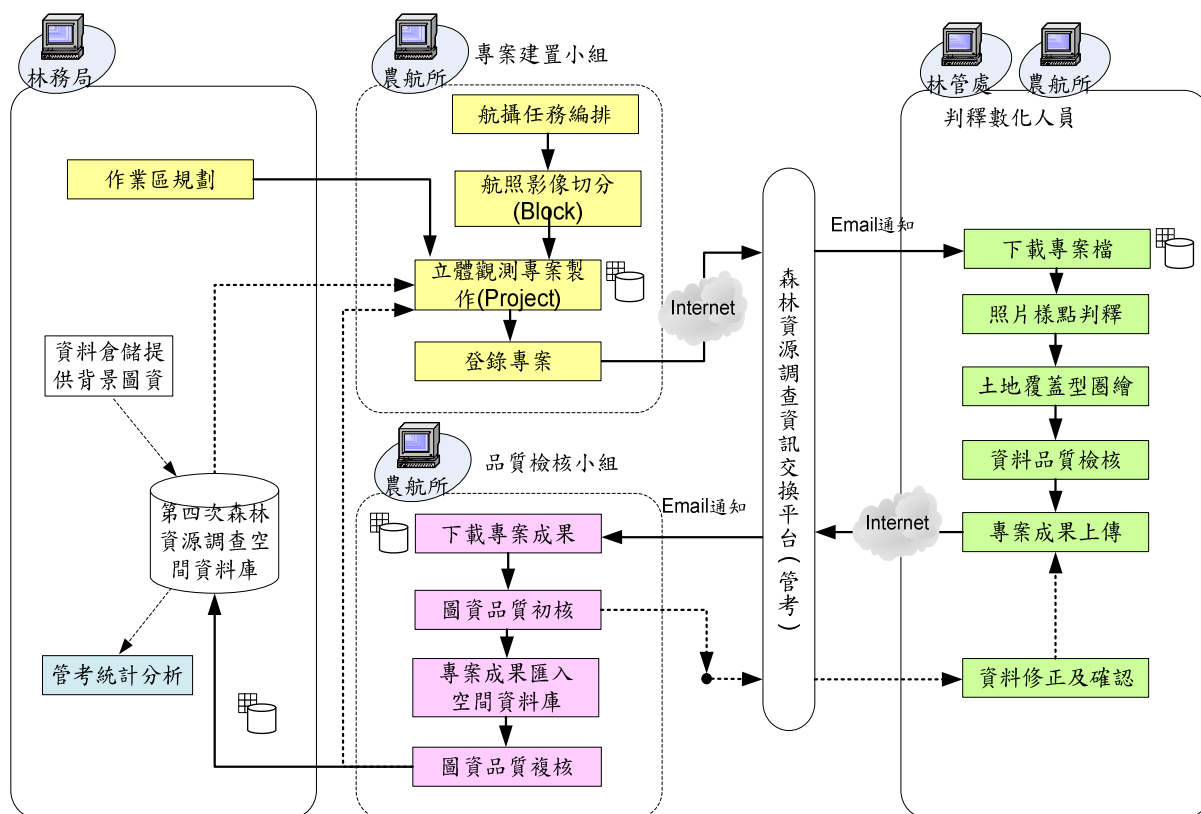 林務局
作業區規劃
資料倉儲提
供背景圖資
第四次森林
資源調查空
間資料庫
管考統計分析
農航所
專案建置小組
航攝任務編排
航照影像切分
(Block)
立體觀測專案製
作(Project)
登錄專案
Internet
農航所
品質檢核小組
Email通知
下載專案成果
圖資品質初核
專案成果匯入
空間資料庫
圖資品質複核
森林資源調查資訊交換平台(管考)
林管處
農航所
判釋數化人員
Email通知
下載專案檔
照片樣點判釋
土地覆蓋型圈繪
資料品質檢核
Internet
專案成果上傳
資料修正及確認